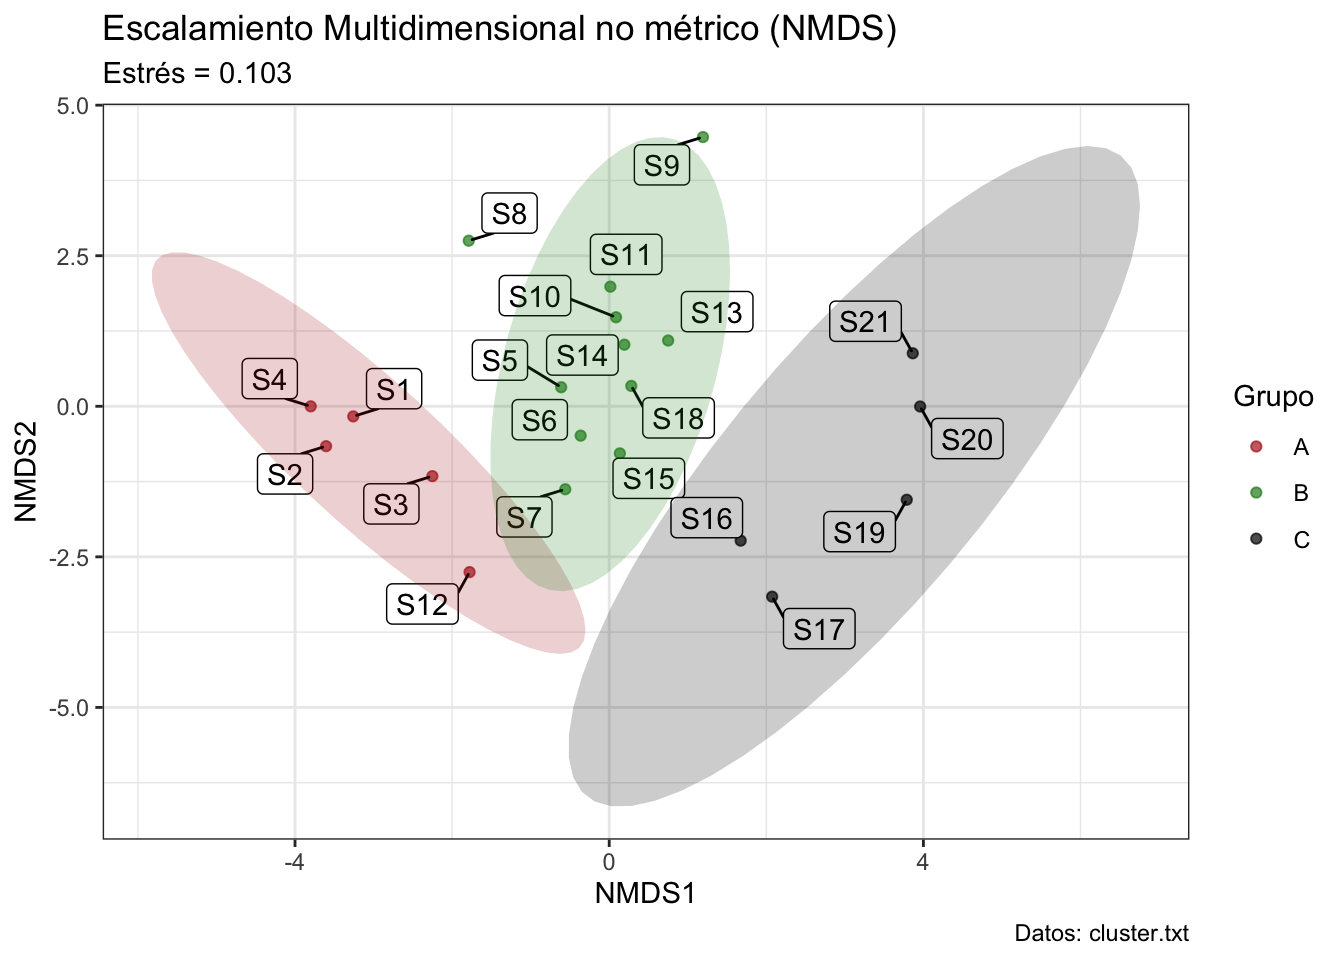 Escalamiento Multidimensional no métrico (NMDS)
Estrés = 0.103
5.0
2.5
0.0
-2.5
-5.0
NMDS2
S9
S8
S11
S10
S13
S21
S14
S5
S4
S1
S6
S18
S20
S2
S15
S3
S7
S16
S19
S12
S17
-4
0
4
NMDS1
Grupo
A
B
C
Datos: cluster.txt